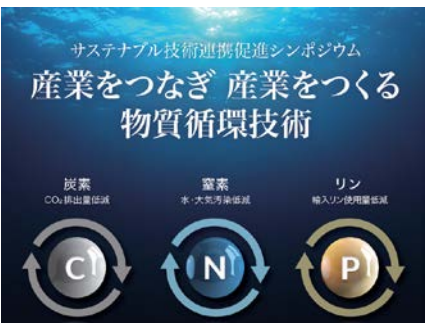 サステナブル技術連携促進シンポジウム
産業をつなぎ 産業をつくる
物質循環技術
炭素 窒素 リン
CO₂排出量低減 水・大気汚染低減 輸入リン使用量低減
C N P